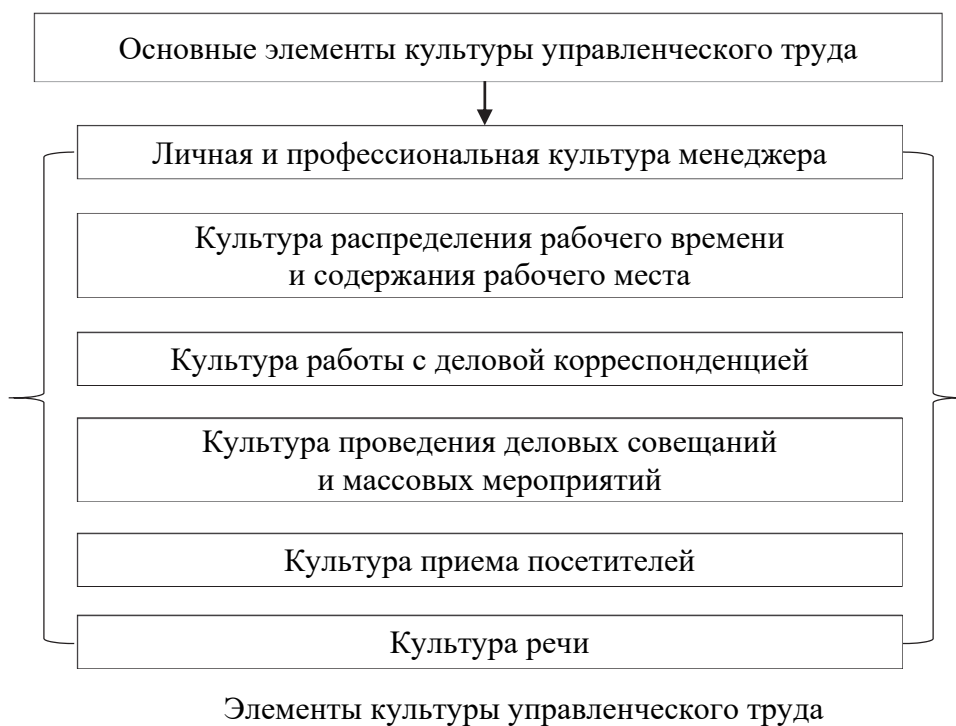 Основные элементы культуры управленческого труда
Личная и профессиональная культура менеджера
Культура распределения рабочего времени
и содержания рабочего места
Культура работы с деловой корреспонденцией
Культура проведения деловых совещаний
и массовых мероприятий
Культура приема посетителей
Культура речи
Элементы культуры управленческого труда